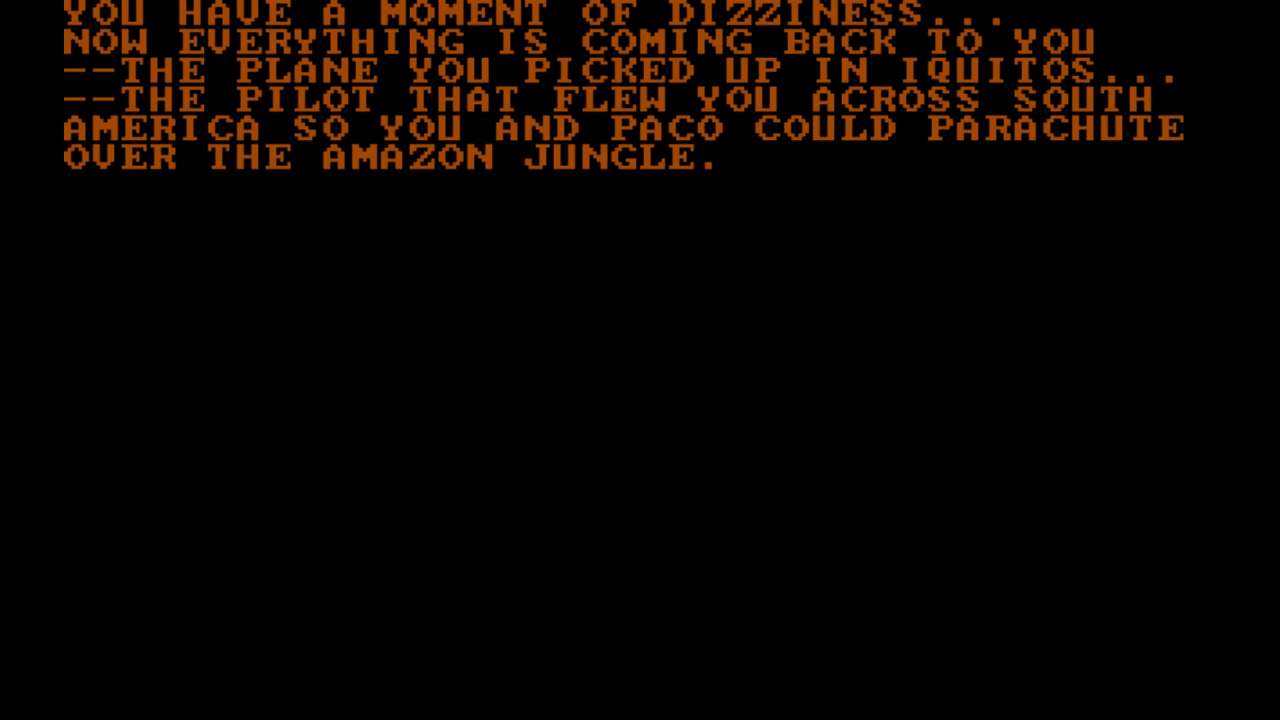 YOU HAVE A MOMENT OF DIZZINESS...
NOW EVERYTHING IS COMING BACK TO YOU
--THE PLANE YOU PICKED UP IN IQUITOS...
--THE PILOT THAT FLEW YOU ACROSS SOUTH
AMERICA SO YOU AND PACO COULD PARACHUTE
OVER THE AMAZON JUNGLE.